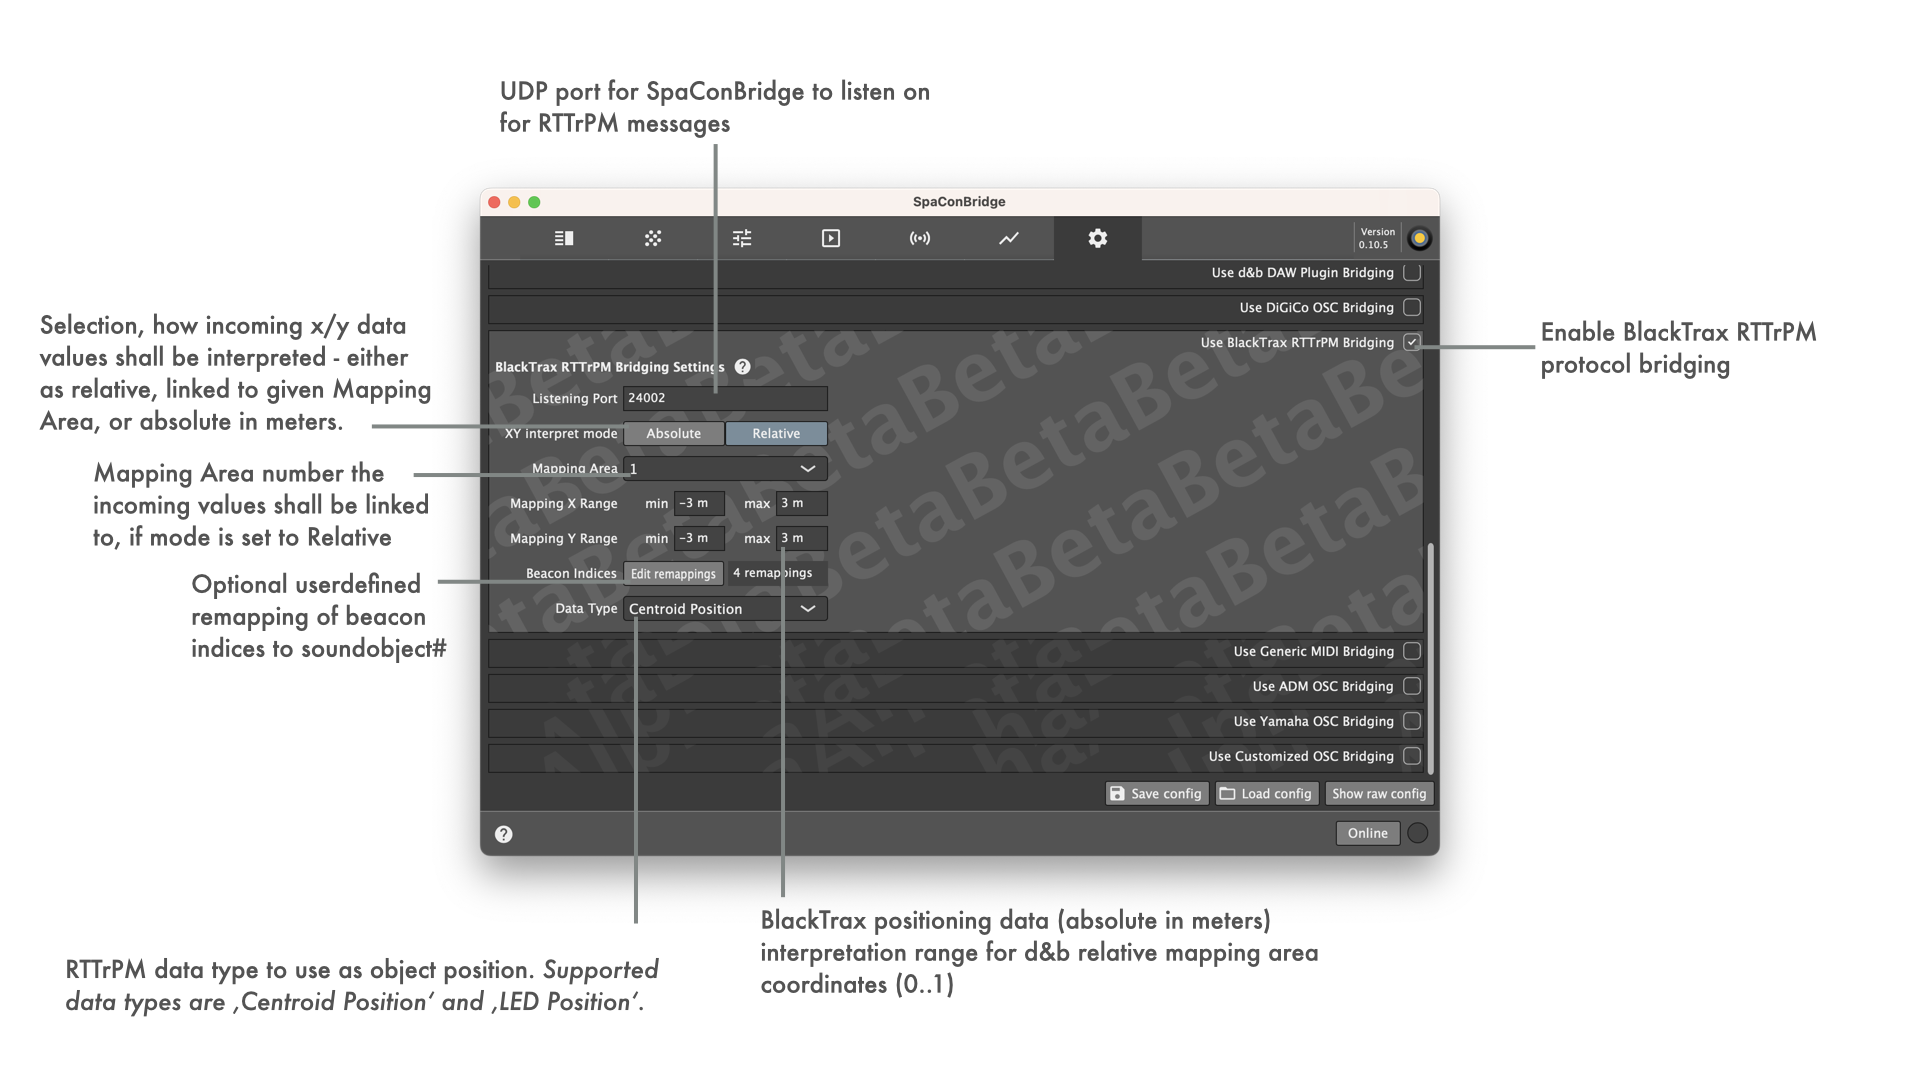 UDP port for SpaConBridge to listen on
for RTTrPM messages
SpaConBridge
Version
0.10.5
Use d&b DAW Plugin Bridging
Use DiGiCo OSC Bridging
Use BlackTrax RTTrPM Bridging
Enable BlackTrax RTTrPM
protocol bridging
Selection, how incoming x/y data
values shall be interpreted - either
as relative, linked to given Mapping
Area, or absolute in meters.
Mapping Area number the
incoming values shall be linked
to, if mode is set to Relative
Optional userdefined
remapping of beacon
indices to soundobject#
BlackTrax RTTrPM Bridging Settings ?
Listening Port 24002
XY interpret mode Absolute Relative
Mapping Area 1
Mapping X Range min -3 m max 3 m
Mapping Y Range min -3 m max 3 m
Beacon Indices Edit remappings 4 remappings
Data Type Centroid Position
Use Generic MIDI Bridging
Use ADM OSC Bridging
Use Yamaha OSC Bridging
Use Customized OSC Bridging
Save config Load config Show raw config
? Online
BlackTrax positioning data (absolute in meters)
interpretation range for d&b relative mapping area
coordinates (0..1)
RTTrPM data type to use as object position. Supported
data types are ‚Centroid Position‘ and ‚LED Position‘.